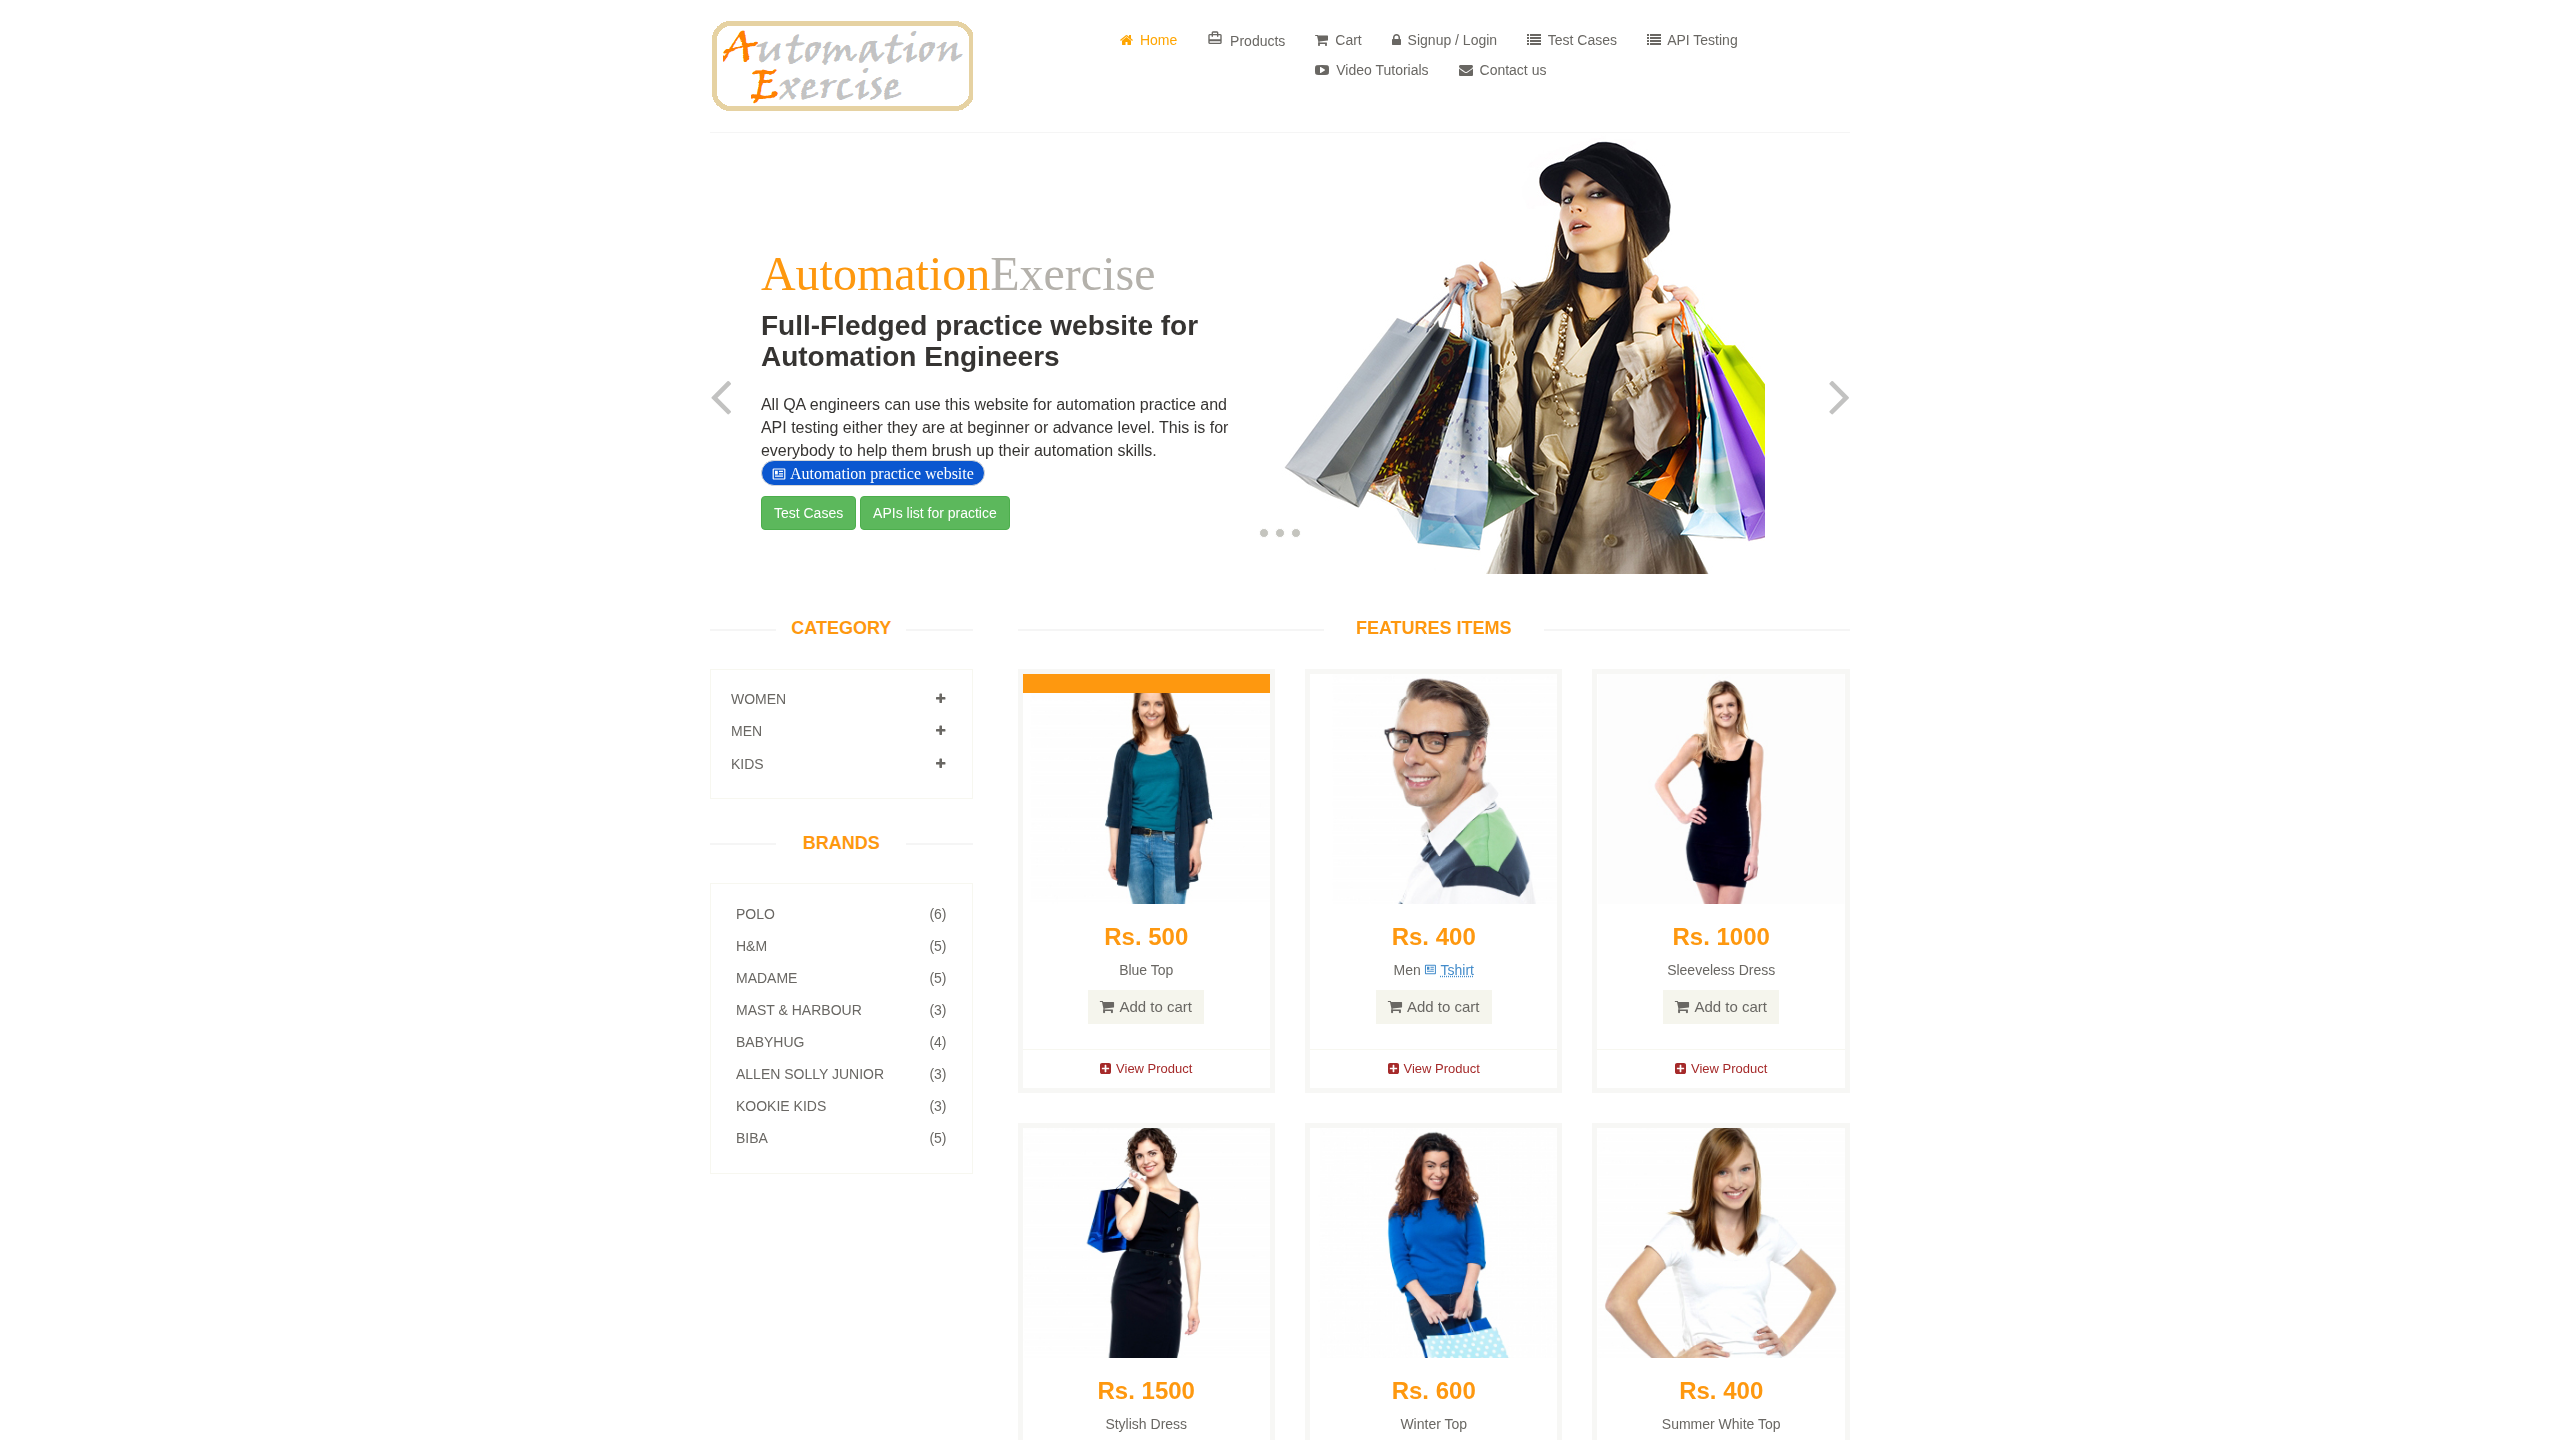 Automation
Exercise
Home
Products
Cart
Signup / Login
Test Cases
API Testing
Video Tutorials
Contact us
AutomationExercise
Full-Fledged practice website for
Automation Engineers
All QA engineers can use this website for automation practice and
API testing either they are at beginner or advance level. This is for
everybody to help them brush up their automation skills.
Automation practice website
Test Cases
APIs list for practice
CATEGORY
WOMEN
MEN
KIDS
BRANDS
POLO (6)
H&M (5)
MADAME (5)
MAST & HARBOUR (3)
BABYHUG (4)
ALLEN SOLLY JUNIOR (3)
KOOKIE KIDS (3)
BIBA (5)
FEATURES ITEMS
Rs. 500
Blue Top
Add to cart
View Product
Rs. 400
Men Tshirt
Add to cart
View Product
Rs. 1000
Sleeveless Dress
Add to cart
View Product
Rs. 1500
Stylish Dress
Rs. 600
Winter Top
Rs. 400
Summer White Top